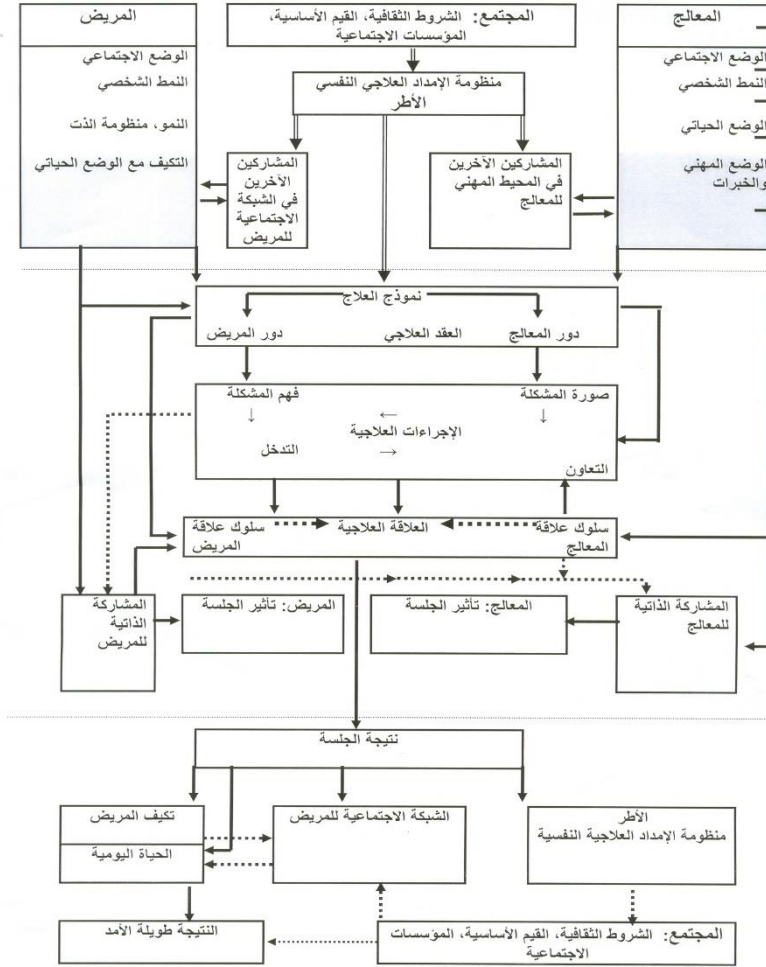 المعالج
الوضع الاجتماعي
النمط الشخصي
الوضع الحياتي
الوضع المهني
والخبرات
المجتمع: الشروط الثقافية، القيم الأساسية،
المؤسسات الاجتماعية
منظومة الإمداد العلاجي النفسي
الأطر
المريض
الوضع الاجتماعي
النمط الشخصي
النمو، منظومة الذت
التكيف مع الوضع الحياتي
المشاركين الآخرين
في المحيط المهني
للمعالج
المشاركين
الآخرين
في الشبكة
الاجتماعية
للمريض
نموذج العلاج
دور المعالج العقد العلاجي دور المريض
صورة المشكلة فهم المشكلة
↓ ← ↓
الإجراءات العلاجية
→ التدخل
التعاون
سلوك علاقة
المعالج
العلاقة العلاجية
سلوك علاقة
المريض
المشاركة الذاتية
للمعالج
المعالج: تأثير الجلسة
المريض: تأثير الجلسة
المشاركة
الذاتية
للمريض
نتيجة الجلسة
الأطر
منظومة الإمداد العلاجية النفسية
الشبكة الاجتماعية للمريض
تكيف المريض
الحياة اليومية
المجتمع: الشروط الثقافية، القيم الأساسية، المؤسسات
الاجتماعية
النتيجة طويلة الأمد